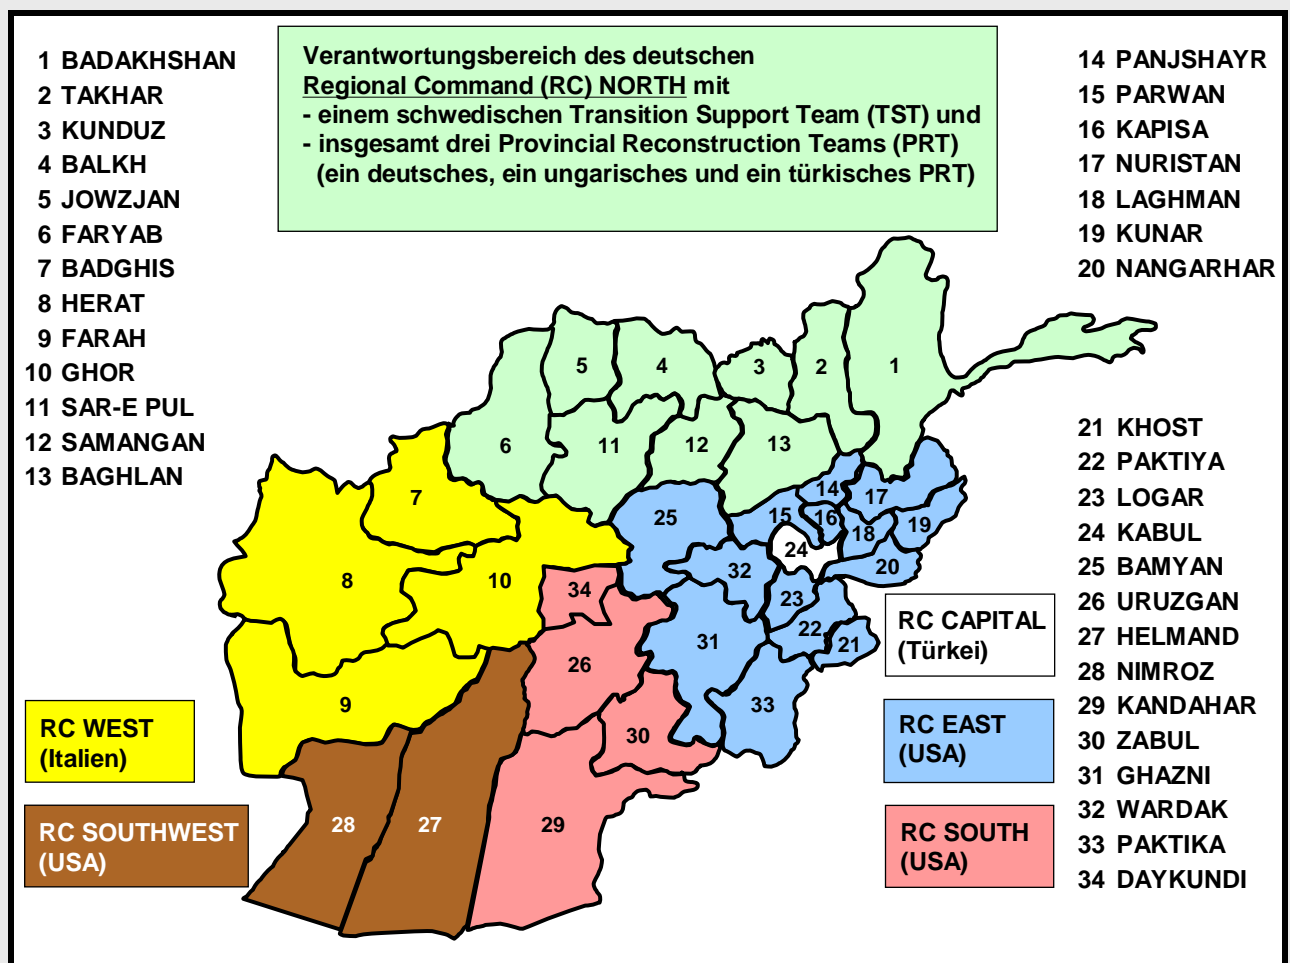 1 BADAKHSHAN
2 TAKHAR
3 KUNDUZ
4 BALKH
5 JOWZJAN
6 FARYAB
7 BADGHIS
8 HERAT
9 FARAH
10 GHOR
11 SAR-E PUL
12 SAMANGAN
13 BAGHLAN
Verantwortungsbereich des deutschen
Regional Command (RC) NORTH mit
- einem schwedischen Transition Support Team (TST) und
- insgesamt drei Provincial Reconstruction Teams (PRT)
(ein deutsches, ein ungarisches und ein türkisches PRT)
14 PANJSHAYR
15 PARWAN
16 KAPISA
17 NURISTAN
18 LAGHMAN
19 KUNAR
20 NANGARHAR
21 KHOST
22 PAKTIYA
23 LOGAR
24 KABUL
25 BAMYAN
26 URUZGAN
27 HELMAND
28 NIMROZ
29 KANDAHAR
30 ZABUL
31 GHAZNI
32 WARDAK
33 PAKTIKA
34 DAYKUNDI
5
4
3
2
1
6
11
12
13
7
25
14
17
15
16
18
19
24
20
8
10
34
32
23
22
21
31
26
9
33
30
28
27
29
RC WEST
(Italien)
RC SOUTHWEST
(USA)
RC CAPITAL
(Türkei)
RC EAST
(USA)
RC SOUTH
(USA)